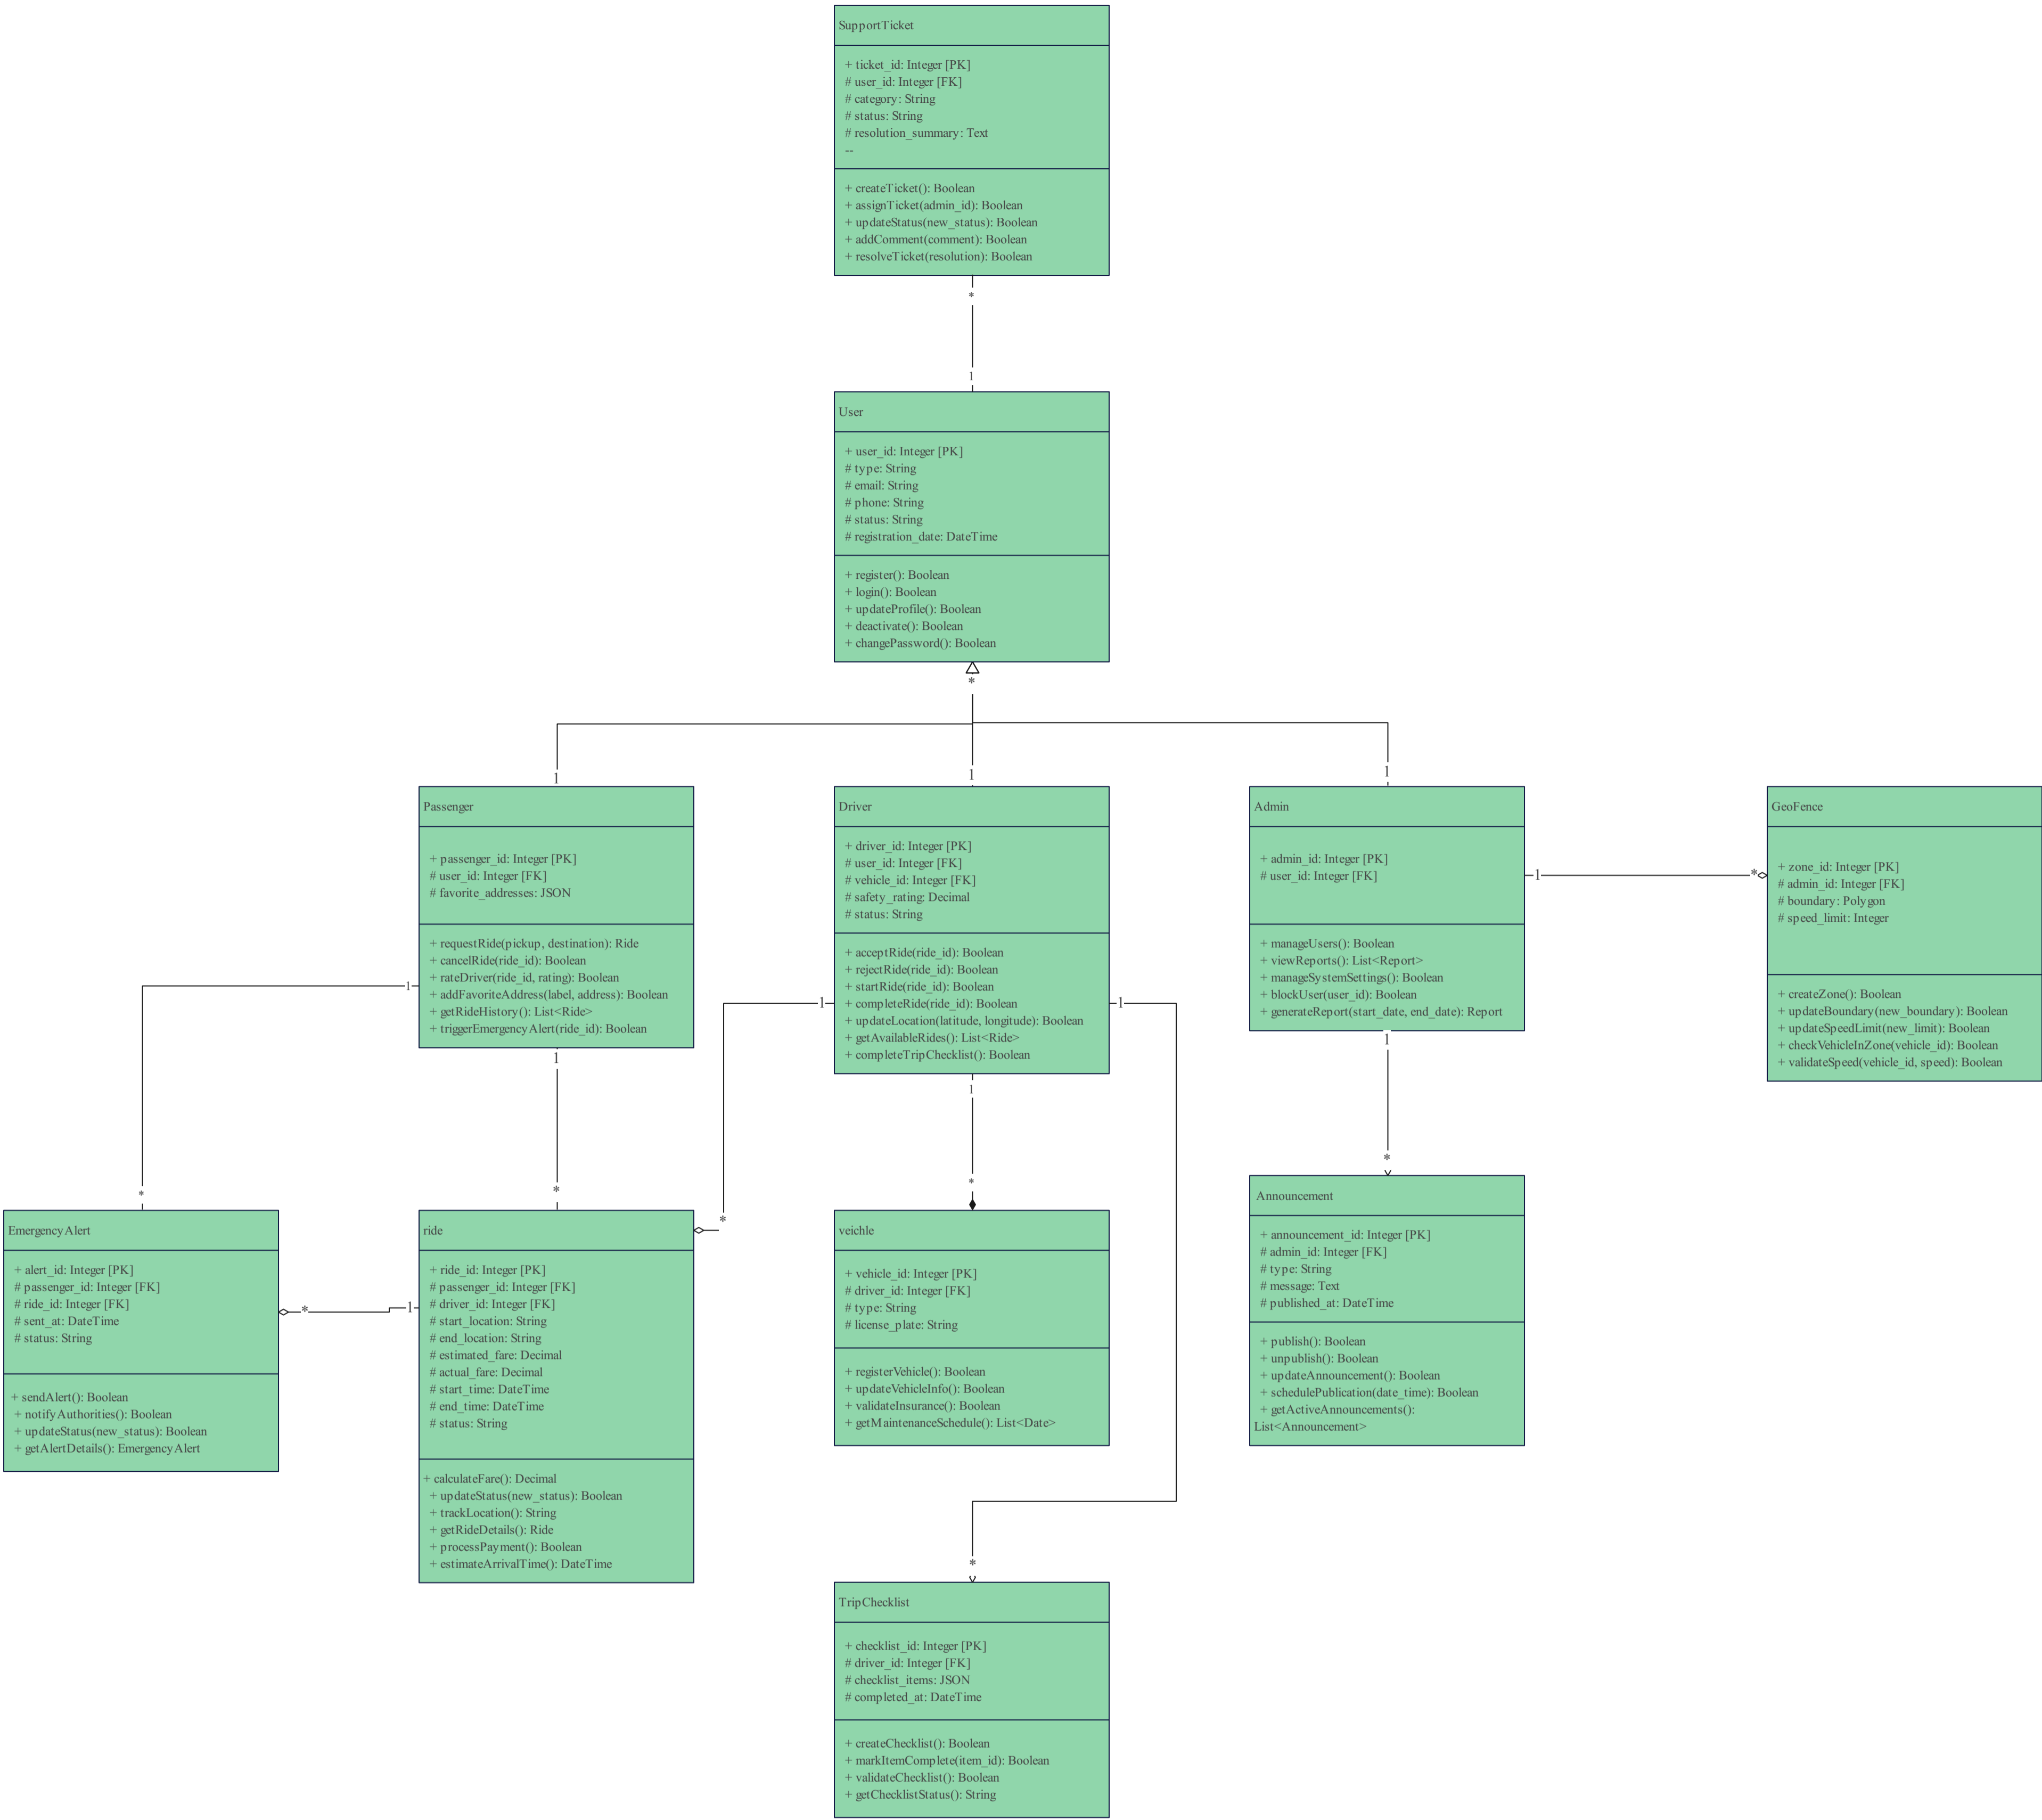 SupportTicket
+ ticket_id: Integer [PK]
# user_id: Integer [FK]
# category: String
# status: String
# resolution_summary: Text
--
+ createTicket(): Boolean
+ assignTicket(admin_id): Boolean
+ updateStatus(new_status): Boolean
+ addComment(comment): Boolean
+ resolveTicket(resolution): Boolean
*
1
User
+ user_id: Integer [PK]
# type: String
# email: String
# phone: String
# status: String
# registration_date: DateTime
+ register(): Boolean
+ login(): Boolean
+ updateProfile(): Boolean
+ deactivate(): Boolean
+ changePassword(): Boolean
*
1
1
1
Passenger
+ passenger_id: Integer [PK]
# user_id: Integer [FK]
# favorite_addresses: JSON
+ requestRide(pickup, destination): Ride
+ cancelRide(ride_id): Boolean
+ rateDriver(ride_id, rating): Boolean
+ addFavoriteAddress(label, address): Boolean
+ getRideHistory(): List<Ride>
+ triggerEmergencyAlert(ride_id): Boolean
Driver
+ driver_id: Integer [PK]
# user_id: Integer [FK]
# vehicle_id: Integer [FK]
# safety_rating: Decimal
# status: String
+ acceptRide(ride_id): Boolean
+ rejectRide(ride_id): Boolean
+ startRide(ride_id): Boolean
+ completeRide(ride_id): Boolean
+ updateLocation(latitude, longitude): Boolean
+ getAvailableRides(): List<Ride>
+ completeTripChecklist(): Boolean
Admin
+ admin_id: Integer [PK]
# user_id: Integer [FK]
+ manageUsers(): Boolean
+ viewReports(): List<Report>
+ manageSystemSettings(): Boolean
+ blockUser(user_id): Boolean
+ generateReport(start_date, end_date): Report
1
*
GeoFence
+ zone_id: Integer [PK]
# admin_id: Integer [FK]
# boundary: Polygon
# speed_limit: Integer
+ createZone(): Boolean
+ updateBoundary(new_boundary): Boolean
+ updateSpeedLimit(new_limit): Boolean
+ checkVehicleInZone(vehicle_id): Boolean
+ validateSpeed(vehicle_id, speed): Boolean
1
1
1
1
1
1
*
*
*
*
*
EmergencyAlert
+ alert_id: Integer [PK]
# passenger_id: Integer [FK]
# ride_id: Integer [FK]
# sent_at: DateTime
# status: String
+ sendAlert(): Boolean
+ notifyAuthorities(): Boolean
+ updateStatus(new_status): Boolean
+ getAlertDetails(): EmergencyAlert
*
1
ride
+ ride_id: Integer [PK]
# passenger_id: Integer [FK]
# driver_id: Integer [FK]
# start_location: String
# end_location: String
# estimated_fare: Decimal
# actual_fare: Decimal
# start_time: DateTime
# end_time: DateTime
# status: String
+ calculateFare(): Decimal
+ updateStatus(new_status): Boolean
+ trackLocation(): String
+ getRideDetails(): Ride
+ processPayment(): Boolean
+ estimateArrivalTime(): DateTime
veichle
+ vehicle_id: Integer [PK]
# driver_id: Integer [FK]
# type: String
# license_plate: String
+ registerVehicle(): Boolean
+ updateVehicleInfo(): Boolean
+ validateInsurance(): Boolean
+ getMaintenanceSchedule(): List<Date>
Announcement
+ announcement_id: Integer [PK]
# admin_id: Integer [FK]
# type: String
# message: Text
# published_at: DateTime
+ publish(): Boolean
+ unpublish(): Boolean
+ updateAnnouncement(): Boolean
+ schedulePublication(date_time): Boolean
+ getActiveAnnouncements():
List<Announcement>
*
TripChecklist
+ checklist_id: Integer [PK]
# driver_id: Integer [FK]
# checklist_items: JSON
# completed_at: DateTime
+ createChecklist(): Boolean
+ markItemComplete(item_id): Boolean
+ validateChecklist(): Boolean
+ getChecklistStatus(): String